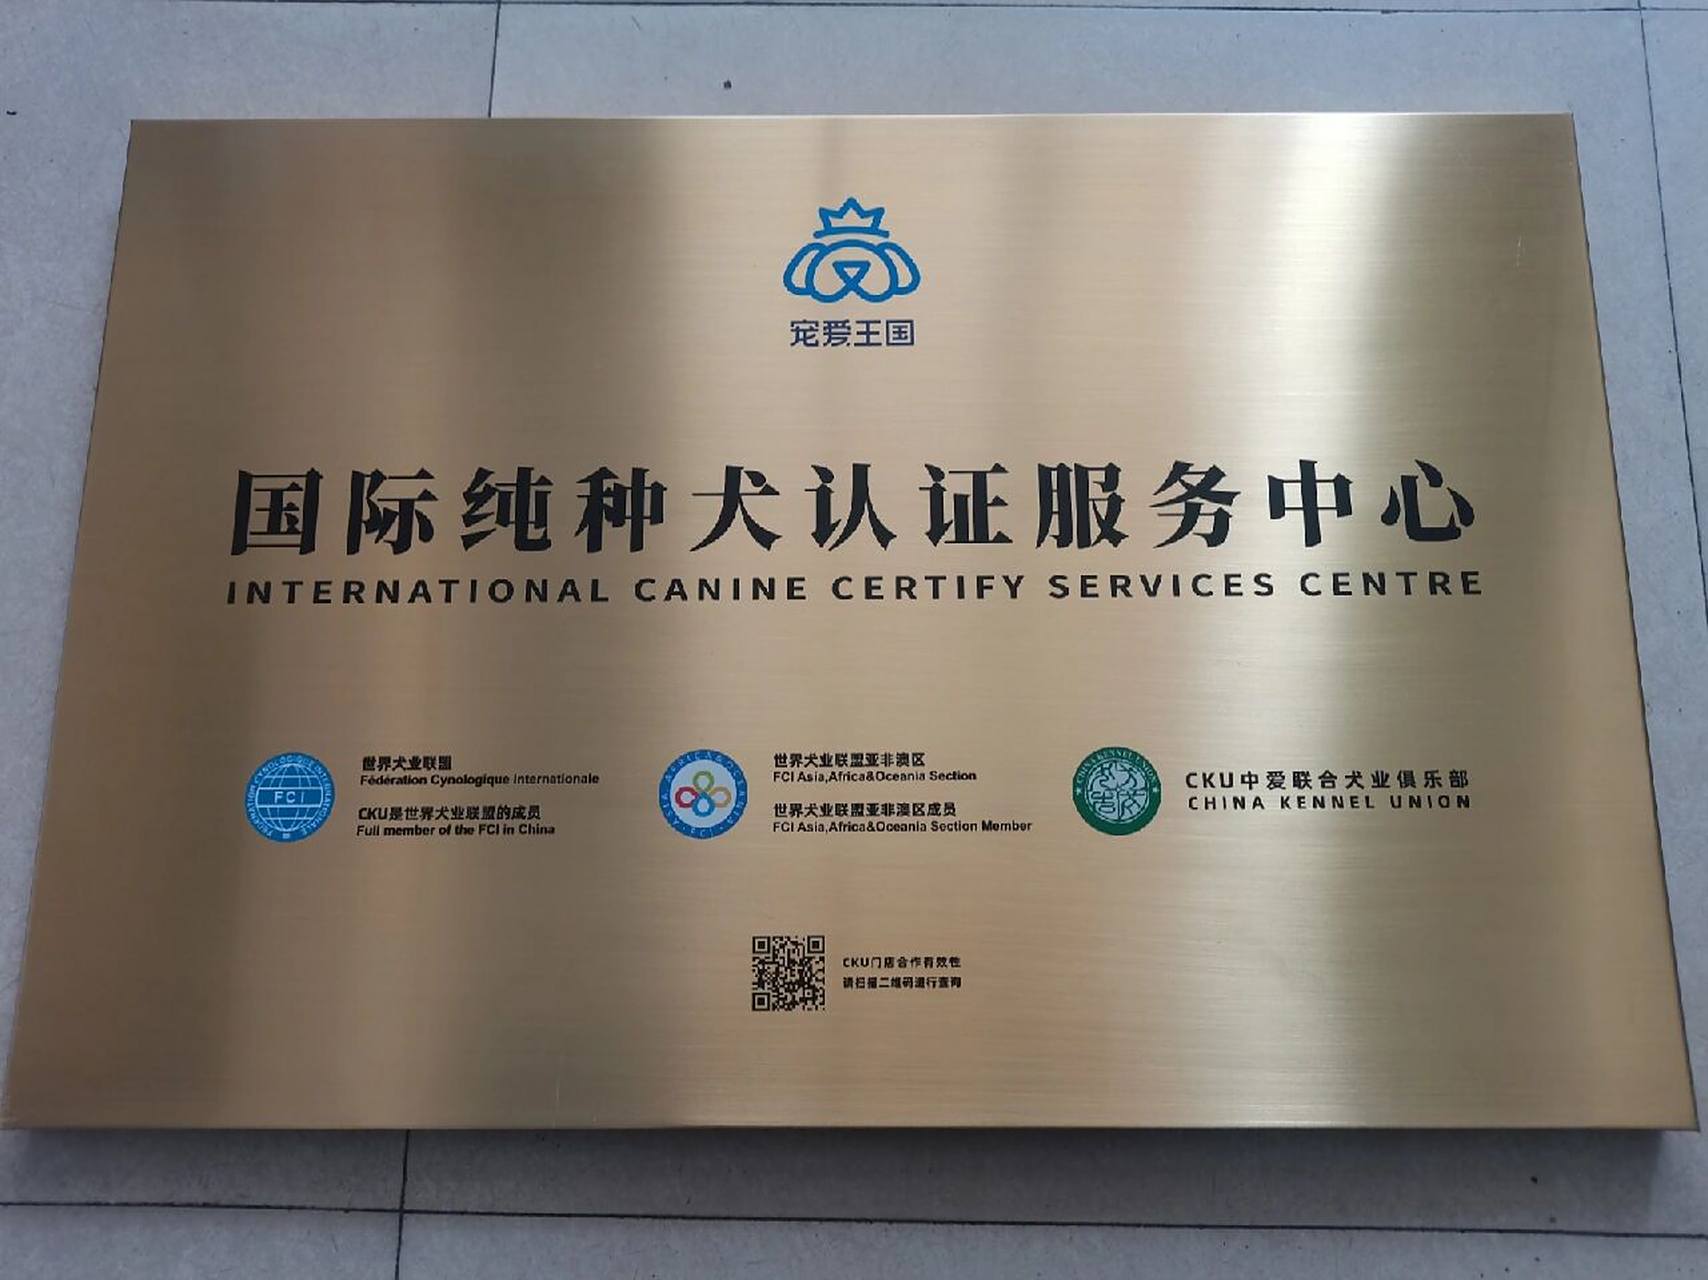 宠爱王国
国际纯种犬认证服务中心
INTERNATIONAL CANINE CERTIFY SERVICES CENTRE
FCI
世界犬业联盟
Fédération Cynologique Internationale
CKU是世界犬业联盟的成员
Full member of the FCI in China
世界犬业联盟亚非澳区
FCI Asia,Africa&Oceania Section
世界犬业联盟亚非澳区成员
FCI Asia,Africa&Oceania Section Member
CHINA KENNEL UNION
CKU中爱联合犬业俱乐部
CHINA KENNEL UNION
CKU门店合作有效性
请扫描二维码进行查询